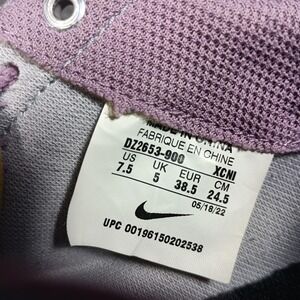 MADE IN CHINA
FABRIQUE EN CHINE
DZ2653-900 XCNI
US UK EUR CM
7.5 5 38.5 24.5
05/18/22
UPC 00196150202538